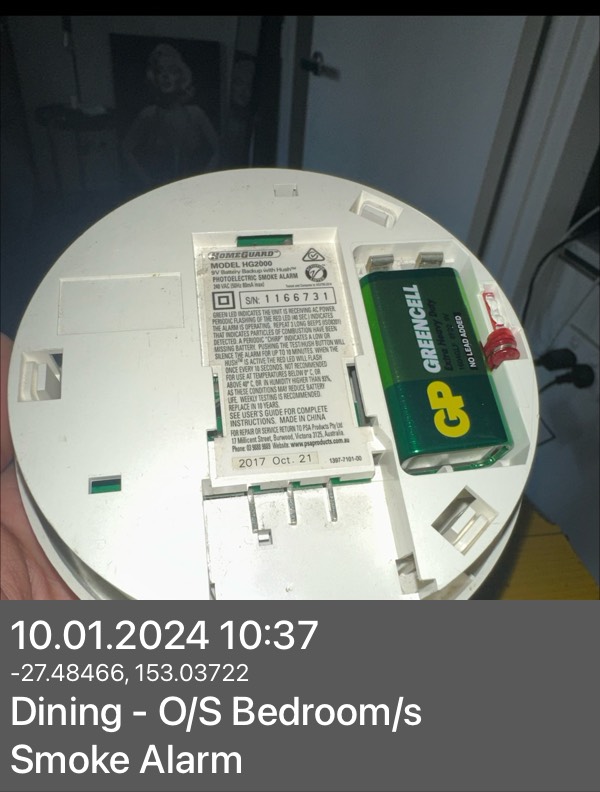 HOMEGUARD
MODEL HG2000
9V Battery Backup with Hush™
PHOTOELECTRIC SMOKE ALARM
240 VAC (50Hz 80mA max)
S/N: 1166731
GREEN LED INDICATES THE UNIT IS RECEIVING AC POWER.
PERIODIC FLASHING OF THE RED LED (40 SEC.) INDICATES
THE ALARM IS OPERATING. REPEAT 3 LONG BEEPS (ISO8201)
INDICATES PARTICLES OF COMBUSTION HAVE BEEN
DETECTED. A PERIODIC "CHIRP" INDICATES A LOW OR
MISSING BATTERY. PUSHING THE TEST/HUSH BUTTON WILL
SILENCE THE ALARM FOR UP TO 10 MINUTES. WHEN THE
HUSH™ IS ACTIVE THE RED LED WILL FLASH
ONCE EVERY 10 SECONDS. NOT RECOMMENDED
FOR USE AT TEMPERATURES BELOW 0° C, OR
ABOVE 40° C, OR IN HUMIDITY HIGHER THAN 93%,
AS THESE CONDITIONS MAY REDUCE BATTERY
LIFE. WEEKLY TESTING IS RECOMMENDED.
REPLACE IN 10 YEARS.
SEE USER'S GUIDE FOR COMPLETE
INSTRUCTIONS. MADE IN CHINA
FOR REPAIR OR SERVICE RETURN TO PSA Products Pty Ltd
17 Millicent Street, Burwood, Victoria 3125, Australia.
Website: www.psaproducts.com.au
2017 Oct. 21
1397-7101-00
GP GREENCELL
Extra Heavy Duty
NO LEAD ADDED
10.01.2024 10:37
-27.48466, 153.03722
Dining - O/S Bedroom/s
Smoke Alarm